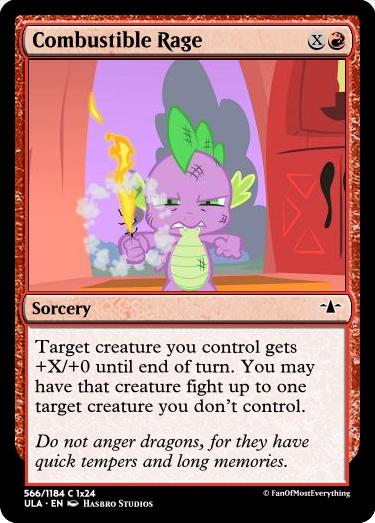 Combustible Rage X
Sorcery
Target creature you control gets
+X/+0 until end of turn. You may
have that creature fight up to one
target creature you don't control.
Do not anger dragons, for they have
quick tempers and long memories.
566/1184 C 1x24
ULA • EN Hasbro Studios
© FanOfMostEverything